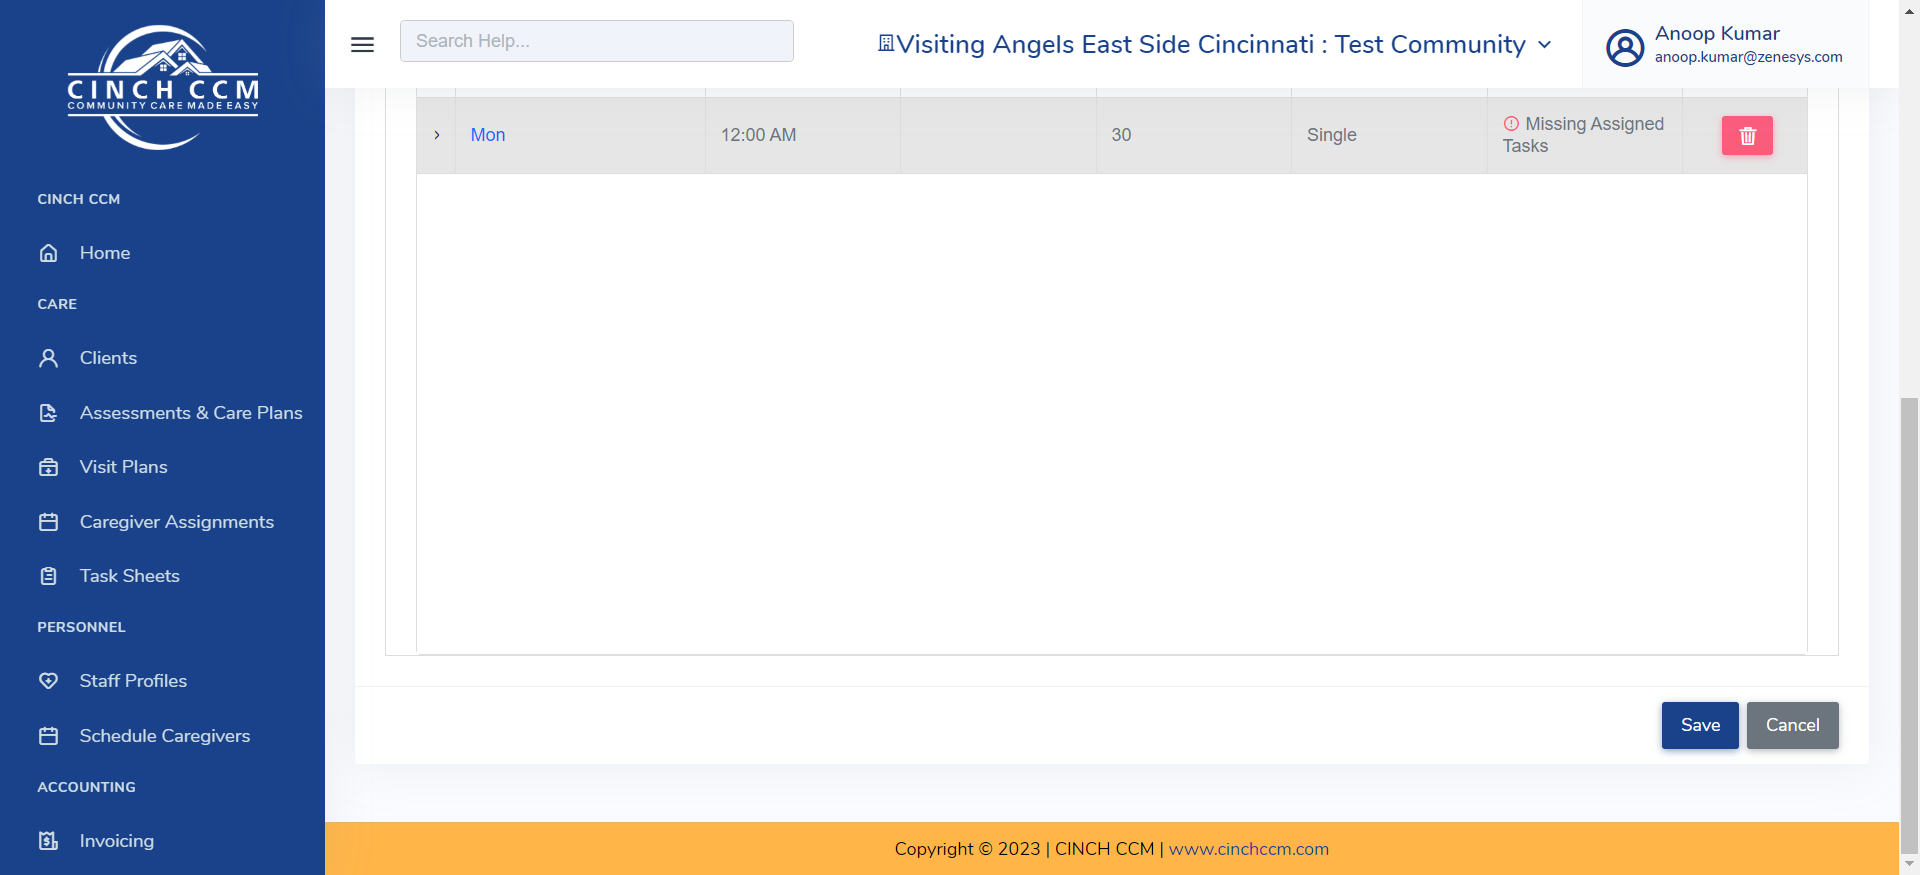 CINCH CCM
COMMUNITY CARE MADE EASY
Search Help...
Visiting Angels East Side Cincinnati : Test Community
Anoop Kumar
anoop.kumar@zenesys.com
CINCH CCM
Home
CARE
Clients
Assessments & Care Plans
Visit Plans
Caregiver Assignments
Task Sheets
PERSONNEL
Staff Profiles
Schedule Caregivers
ACCOUNTING
Invoicing
Mon 12:00 AM 30 Single Missing Assigned
Tasks
Save Cancel
Copyright © 2023 | CINCH CCM | www.cinchccm.com